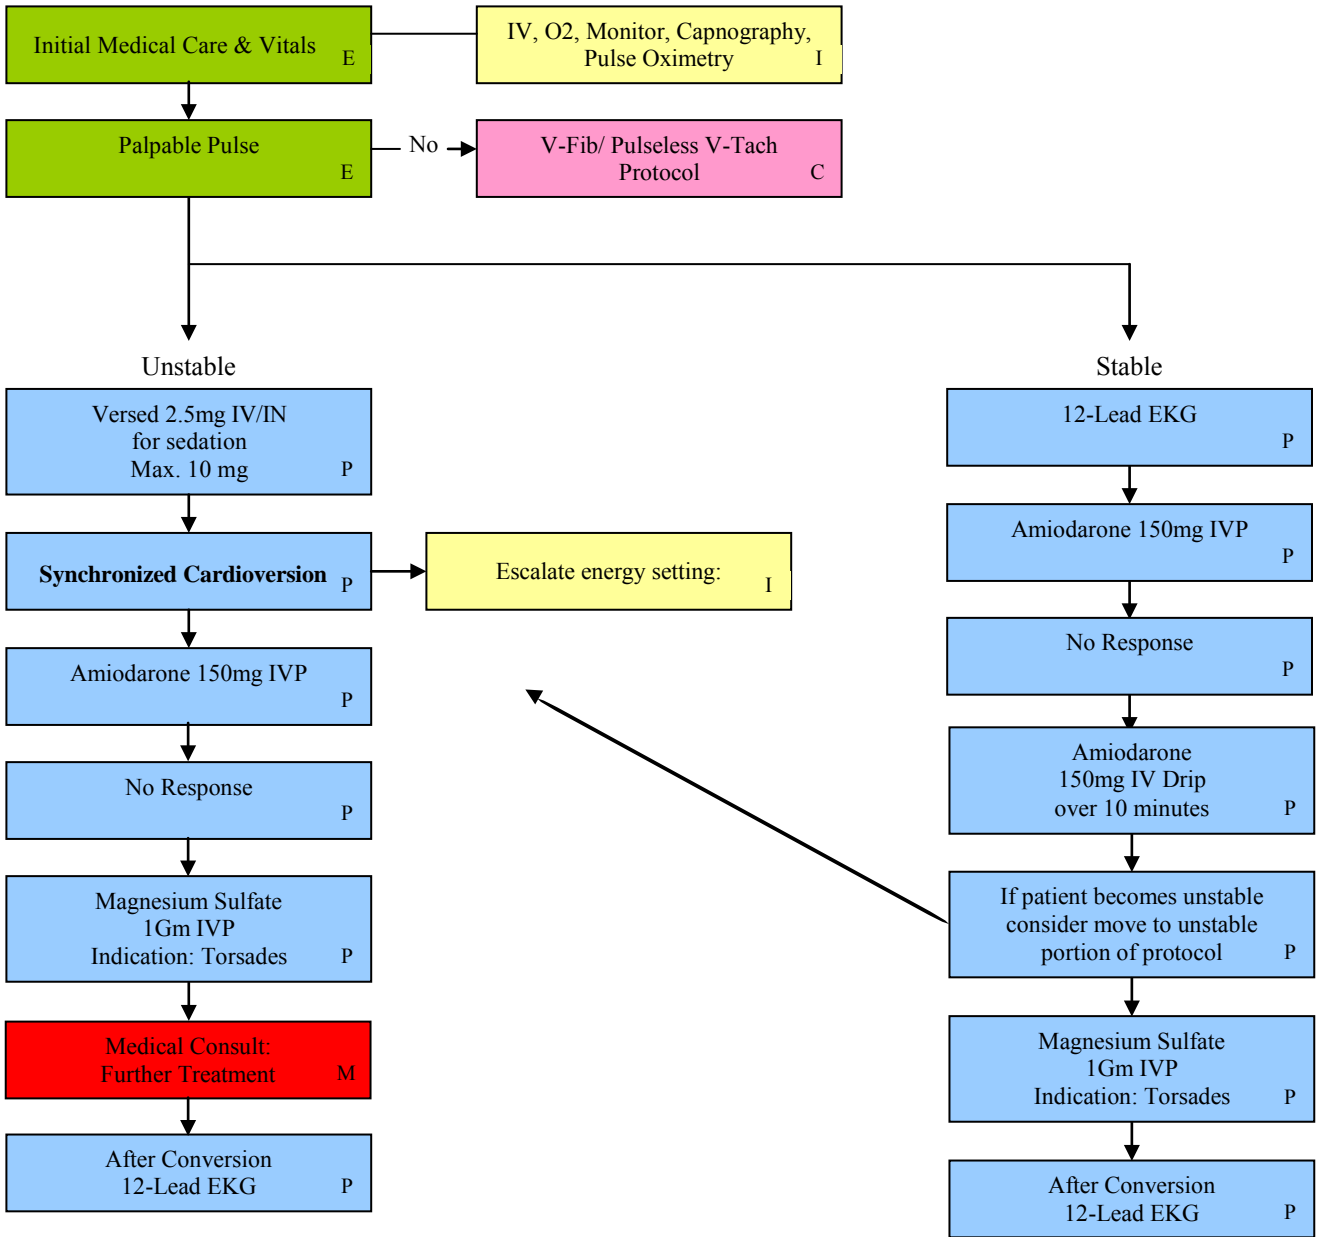 Initial Medical Care & Vitals
E
IV, O2, Monitor, Capnography,
Pulse Oximetry
I
Palpable Pulse
E
No
V-Fib/ Pulseless V-Tach
Protocol
C
Unstable
Versed 2.5mg IV/IN
for sedation
Max. 10 mg
P
Synchronized Cardioversion
P
Escalate energy setting:
I
Amiodarone 150mg IVP
P
No Response
P
Magnesium Sulfate
1Gm IVP
Indication: Torsades
P
Medical Consult:
Further Treatment
M
After Conversion
12-Lead EKG
P
Stable
12-Lead EKG
P
Amiodarone 150mg IVP
P
No Response
P
Amiodarone
150mg IV Drip
over 10 minutes
P
If patient becomes unstable
consider move to unstable
portion of protocol
P
Magnesium Sulfate
1Gm IVP
Indication: Torsades
P
After Conversion
12-Lead EKG
P